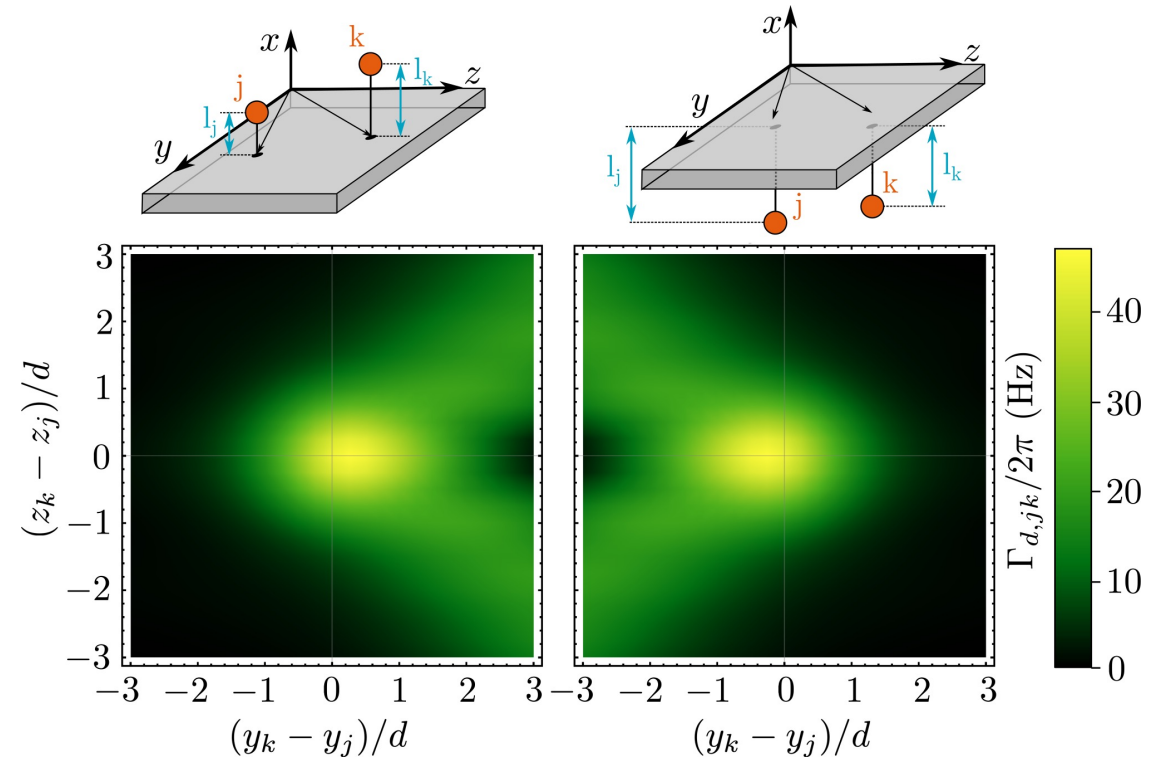 x
k
j
l_k
z
l_j
y
x
z
y
l_j
l_k
k
j
3
2
1
0
−1
−2
−3
(z_k − z_j)/d
−3 −2 −1 0 1 2 3
(y_k − y_j)/d
−3 −2 −1 0 1 2 3
(y_k − y_j)/d
40
30
20
10
0
Γ_{d,jk}/2π (Hz)